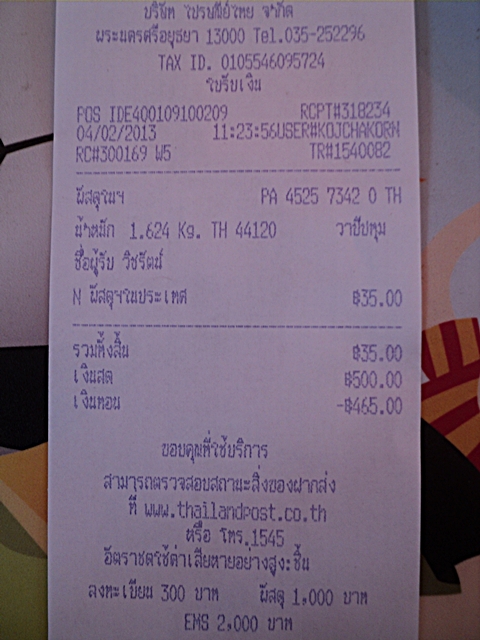 บริษัท ไปรษณีย์ไทย จำกัด
พระนครศรีอยุธยา 13000 Tel.035-252296
TAX ID. 0105546095724
ใบรับเงิน
POS IDE400109100209 RCPT#318234
04/02/2013 11:23:56USER#KOJCHAKORN
RC#300169 W5 TR#1540082
พัสดุในฯ PA 4525 7342 0 TH
น้ำหนัก 1.624 Kg. TH 44120 วาปีปทุม
ชื่อผู้รับ วัชรัตน์
N พัสดุฯในประเทศ ฿35.00
รวมทั้งสิ้น ฿35.00
เงินสด ฿500.00
เงินทอน -฿465.00
ขอบคุณที่ใช้บริการ
สามารถตรวจสอบสถานะสิ่งของฝากส่ง
ที่ www.thailandpost.co.th
หรือ โทร.1545
อัตราชดใช้ค่าเสียหายอย่างสูง:ชิ้น
ลงทะเบียน 300 บาท พัสดุ 1,000 บาท
EMS 2,000 บาท